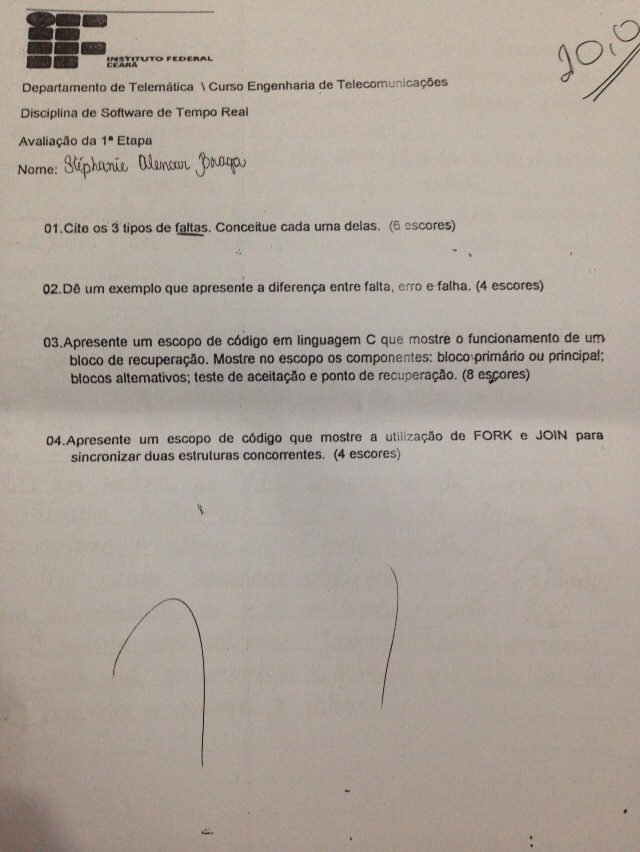 INSTITUTO FEDERAL
CEARÁ
20,0
Departamento de Telemática \ Curso Engenharia de Telecomunicações
Disciplina de Software de Tempo Real
Avaliação da 1ª Etapa
Nome: Stéphanie Alencar Braga
01.Cite os 3 tipos de faltas. Conceitue cada uma delas. (6 escores)
02.Dê um exemplo que apresente a diferença entre falta, erro e falha. (4 escores)
03.Apresente um escopo de código em linguagem C que mostre o funcionamento de um
bloco de recuperação. Mostre no escopo os componentes: bloco primário ou principal;
blocos alternativos; teste de aceitação e ponto de recuperação. (8 escores)
04.Apresente um escopo de código que mostre a utilização de FORK e JOIN para
sincronizar duas estruturas concorrentes. (4 escores)